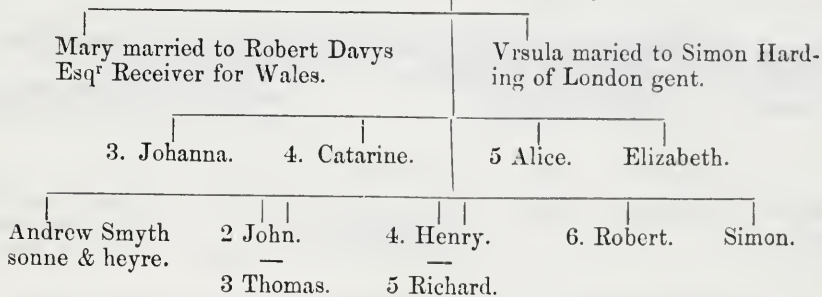 Mary married to Robert Davys
Esqr Receiver for Wales.
Vrsula maried to Simon Hard-
ing of London gent.
3. Johanna. 4. Catarine. 5 Alice. Elizabeth.
Andrew Smyth
sonne & heyre.
2 John. 4. Henry. 6. Robert. Simon.
3 Thomas. 5 Richard.